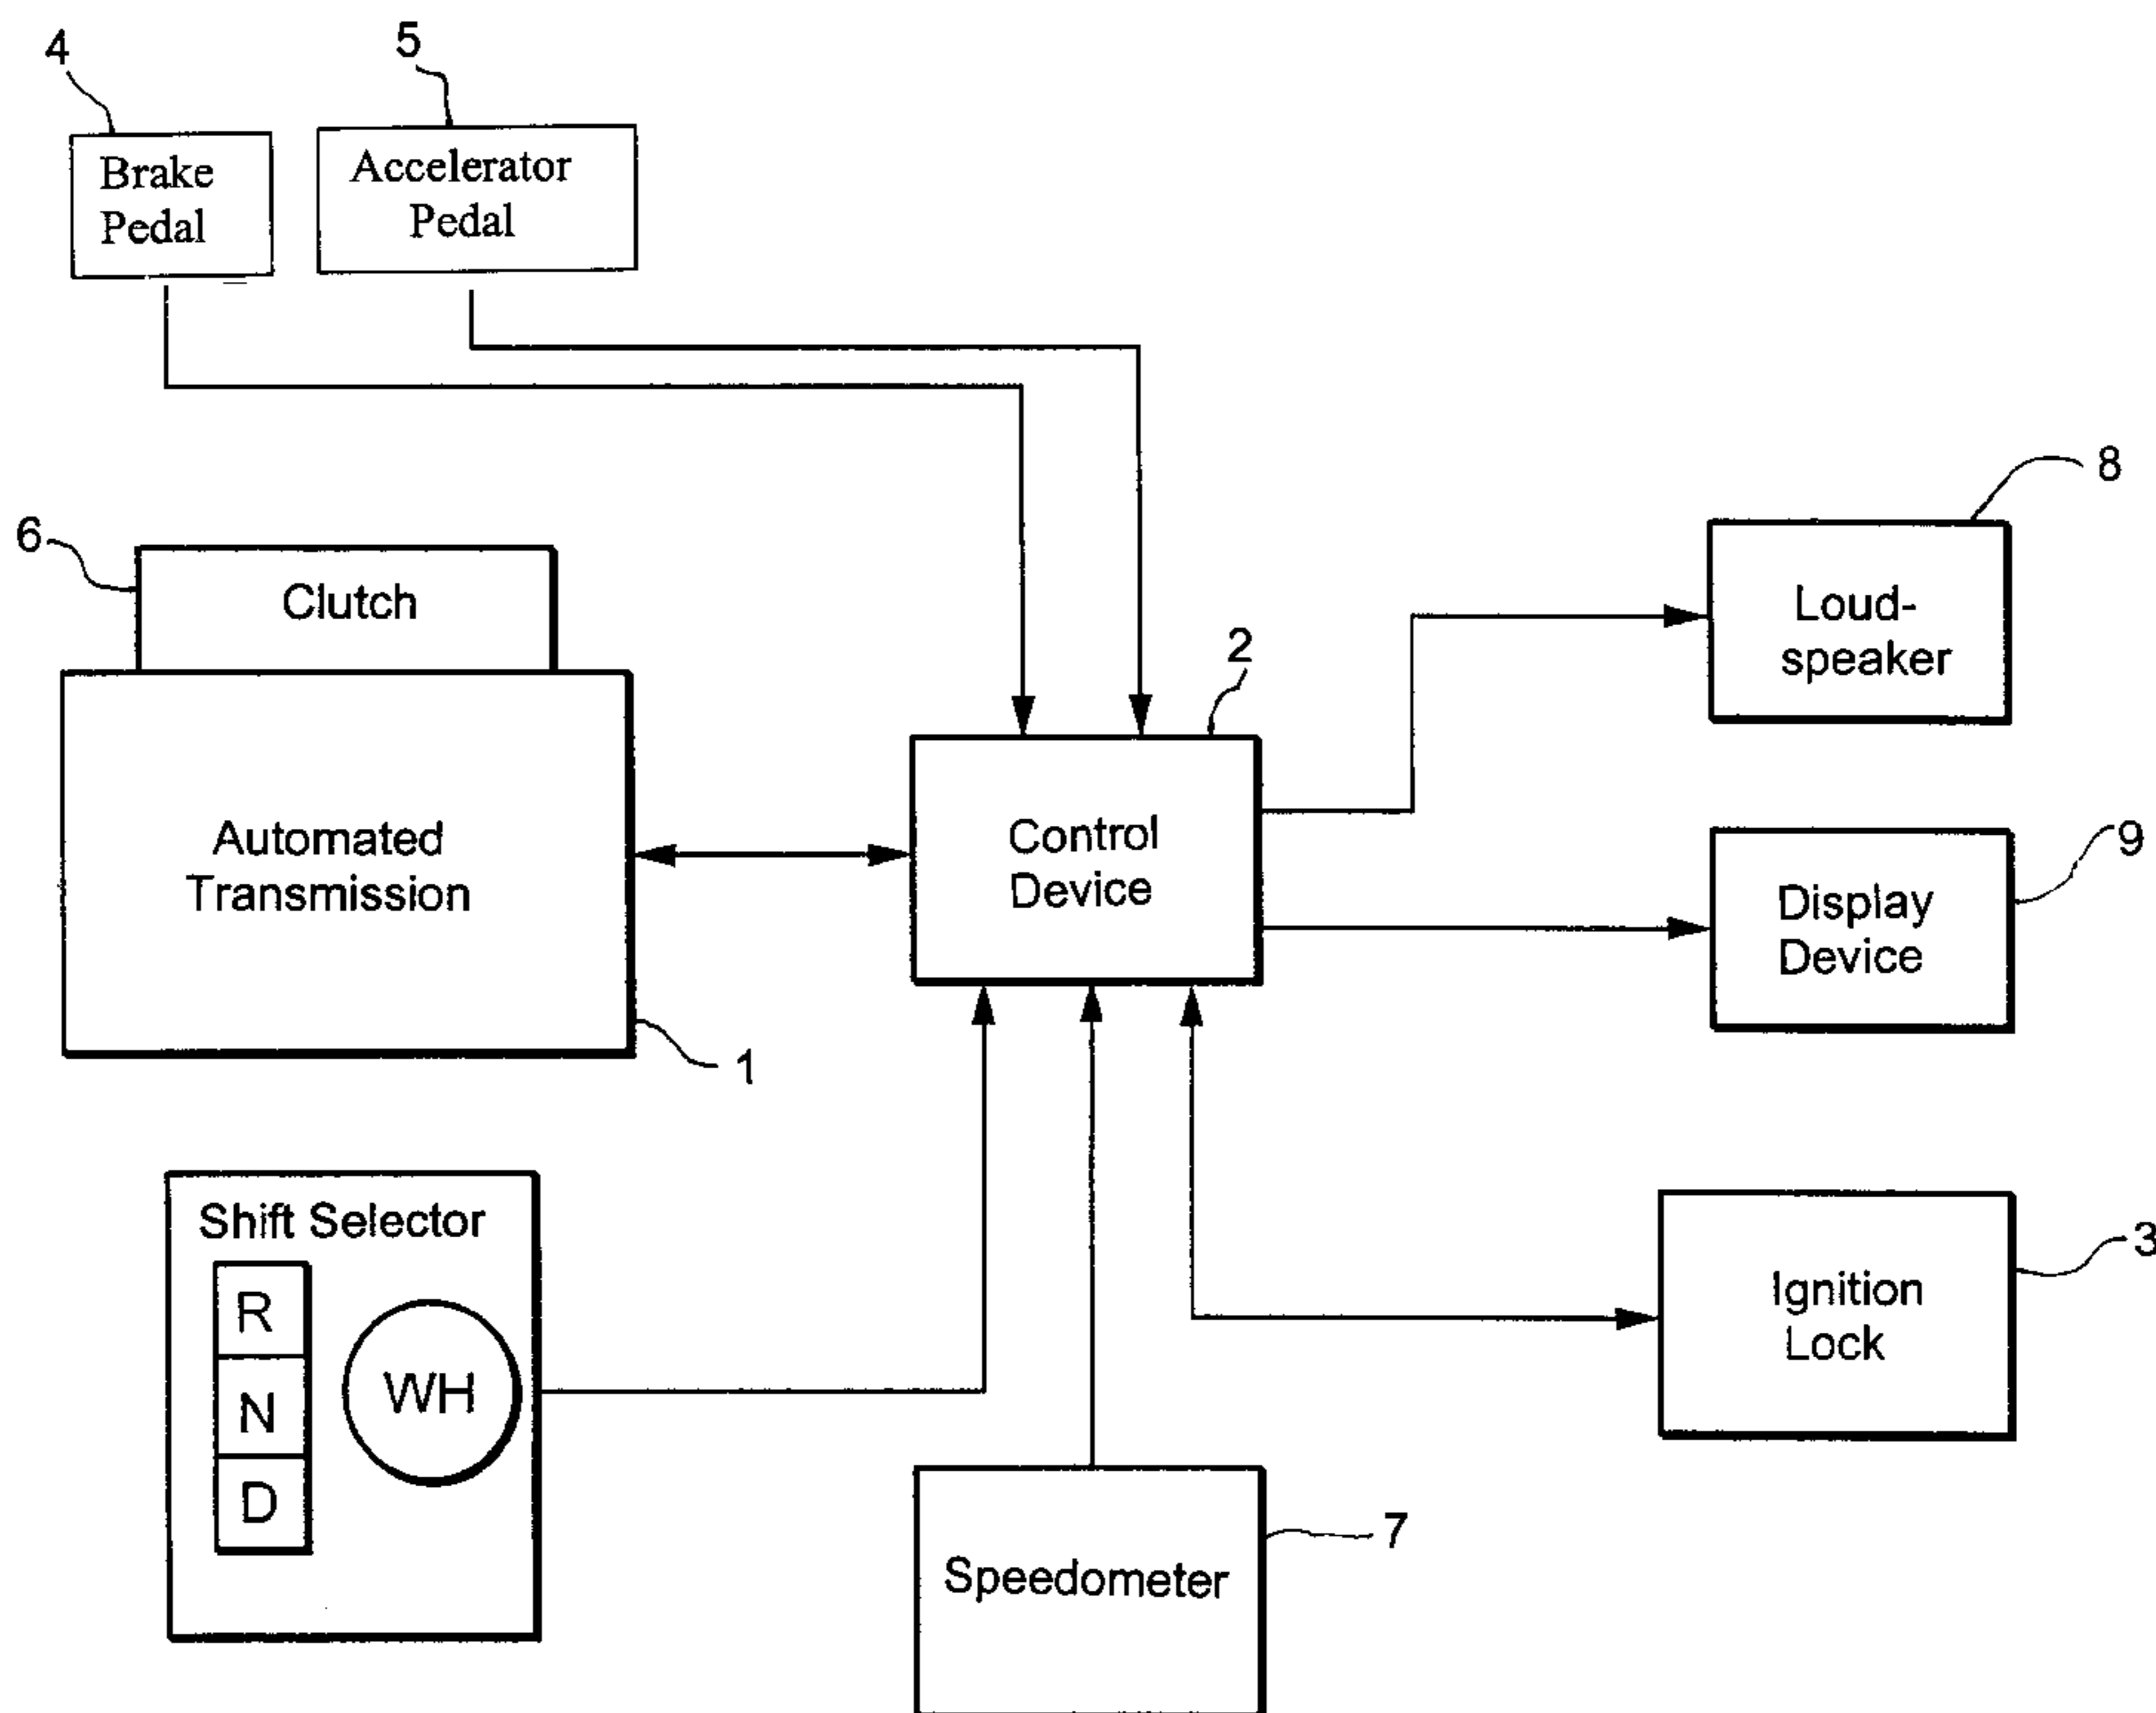 4
5
Brake
Pedal
Accelerator
Pedal
8
6
Clutch
Loud-
speaker
2
Automated
Transmission
Control
Device
9
Display
Device
1
Shift Selector
R
N
D
WH
3
Ignition
Lock
7
Speedometer